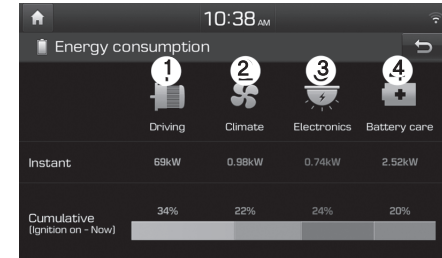 10:38 AM
Energy consumption
1 2 3 4
Driving Climate Electronics Battery care
Instant 69kW 0.98kW 0.74kW 2.52kW
34% 22% 24% 20%
Cumulative
(Ignition on - Now)